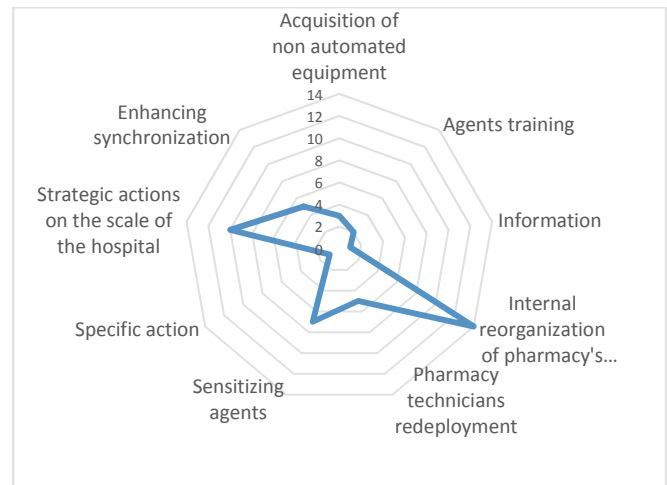 Acquisition of
non automated
equipment
14
12
10
8
6
4
2
0
Agents training
Information
Internal
reorganization
of pharmacy's...
Pharmacy
technicians
redeployment
Sensitizing
agents
Specific action
Strategic actions
on the scale of
the hospital
Enhancing
synchronization